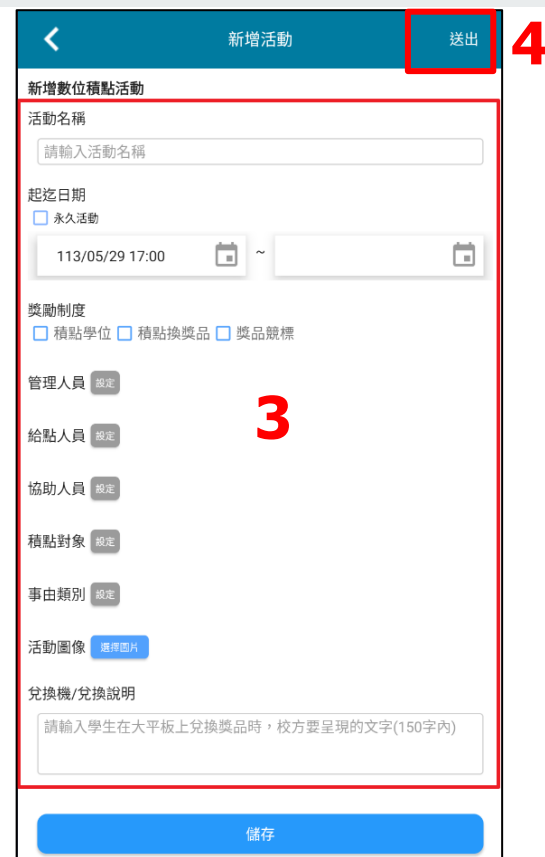 新增活動 送出 4
新增數位積點活動
活動名稱
請輸入活動名稱
起迄日期
永久活動
113/05/29 17:00 ~
獎勵制度
積點學位 積點換獎品 獎品競標
管理人員 設定
3
給點人員 設定
協助人員 設定
積點對象 設定
事由類別 設定
活動圖像 選擇圖片
兌換機/兌換說明
請輸入學生在大平板上兌換獎品時，校方要呈現的文字(150字內)
儲存